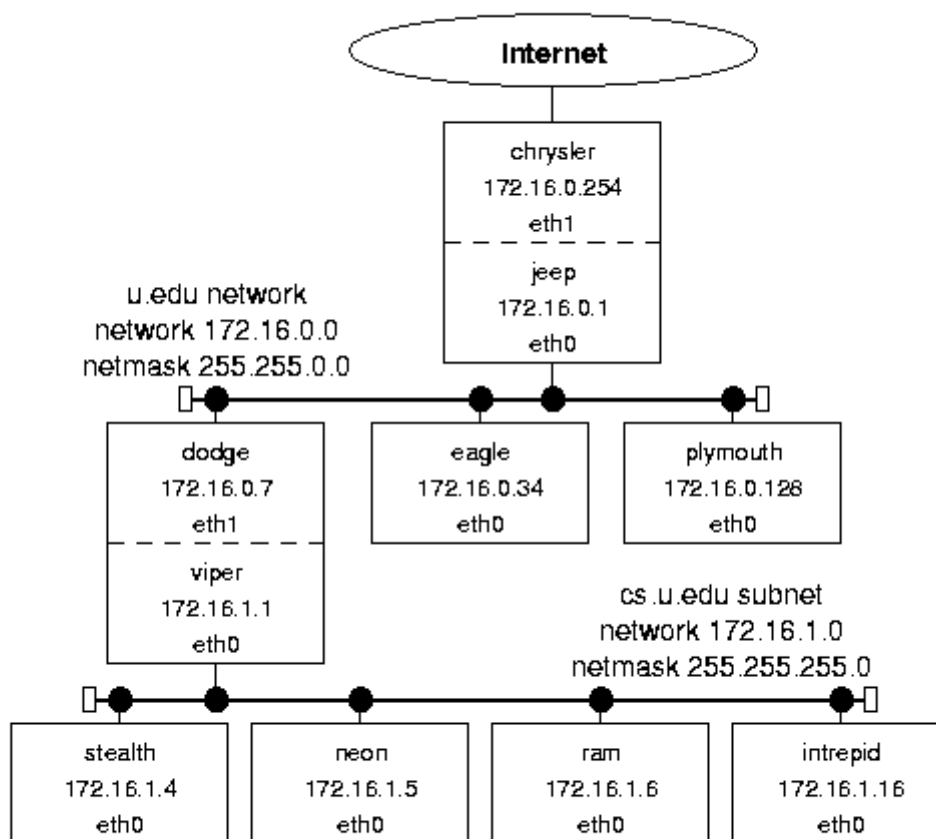 Internet
chrysler
172.16.0.254
eth1
jeep
172.16.0.1
eth0
u.edu network
network 172.16.0.0
netmask 255.255.0.0
dodge
172.16.0.7
eth1
viper
172.16.1.1
eth0
eagle
172.16.0.34
eth0
plymouth
172.16.0.128
eth0
cs.u.edu subnet
network 172.16.1.0
netmask 255.255.255.0
stealth
172.16.1.4
eth0
neon
172.16.1.5
eth0
ram
172.16.1.6
eth0
intrepid
172.16.1.16
eth0